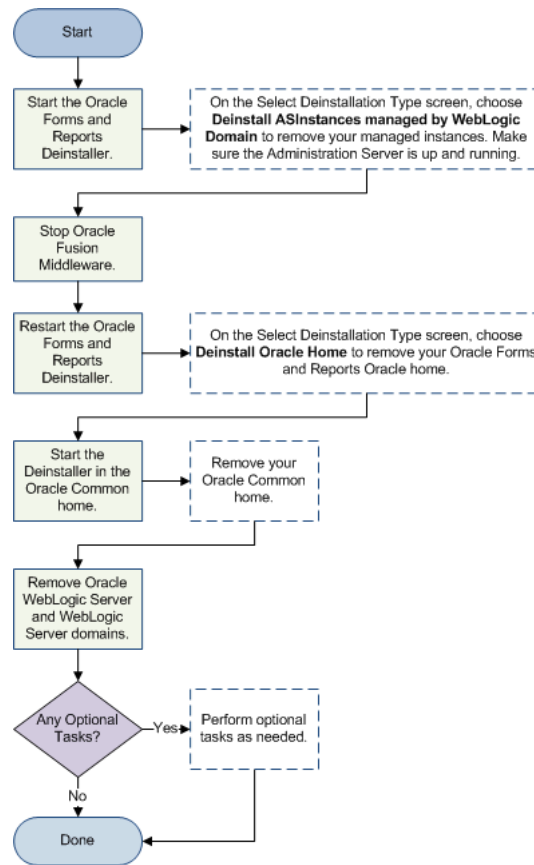 Start
Start the Oracle
Forms and
Reports
Deinstaller.
On the Select Deinstallation Type screen, choose
Deinstall ASInstances managed by WebLogic
Domain to remove your managed instances. Make
sure the Administration Server is up and running.
Stop Oracle
Fusion
Middleware.
Restart the Oracle
Forms and
Reports
Deinstaller.
On the Select Deinstallation Type screen, choose
Deinstall Oracle Home to remove your Oracle Forms
and Reports Oracle home.
Start the
Deinstaller in the
Oracle Common
home.
Remove your
Oracle Common
home.
Remove Oracle
WebLogic Server
and WebLogic
Server domains.
Any Optional
Tasks?
Yes
Perform optional
tasks as needed.
No
Done